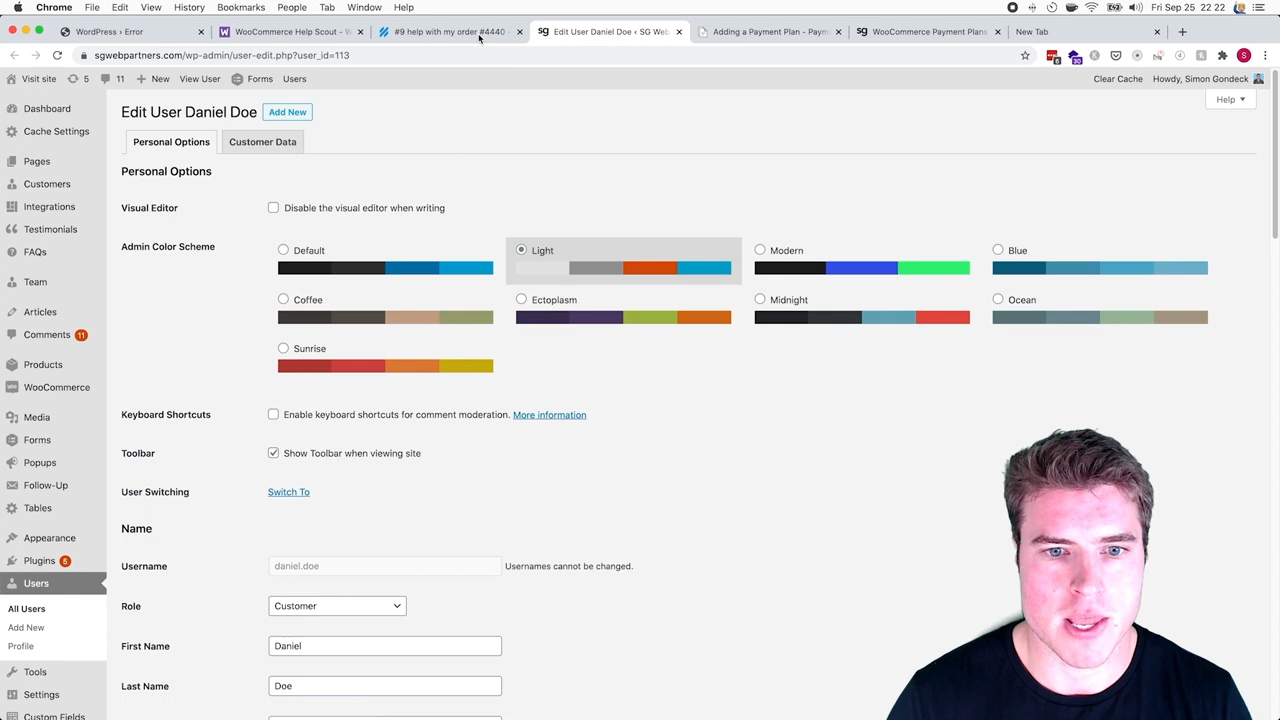 Chrome File Edit View History Bookmarks People Tab Window Help Fri Sep 25 22 22
WordPress › Error
WooCommerce Help Scout - W
#9 help with my order #4440
Edit User Daniel Doe ‹ SG Web
Adding a Payment Plan - Paym
WooCommerce Payment Plans
New Tab
sgwebpartners.com/wp-admin/user-edit.php?user_id=113
Visit site 5 11 New View User Forms Users Clear Cache Howdy, Simon Gondeck
Dashboard
Cache Settings
Pages
Customers
Integrations
Testimonials
FAQs
Team
Articles
Comments 11
Products
WooCommerce
Media
Forms
Popups
Follow-Up
Tables
Appearance
Plugins 5
Users
All Users
Add New
Profile
Tools
Settings
Custom Fields
Edit User Daniel Doe Add New
Help
Personal Options Customer Data
Personal Options
Visual Editor Disable the visual editor when writing
Admin Color Scheme
Default Light Modern Blue
Coffee Ectoplasm Midnight Ocean
Sunrise
Keyboard Shortcuts Enable keyboard shortcuts for comment moderation. More information
Toolbar Show Toolbar when viewing site
User Switching Switch To
Name
Username daniel.doe Usernames cannot be changed.
Role Customer
First Name Daniel
Last Name Doe